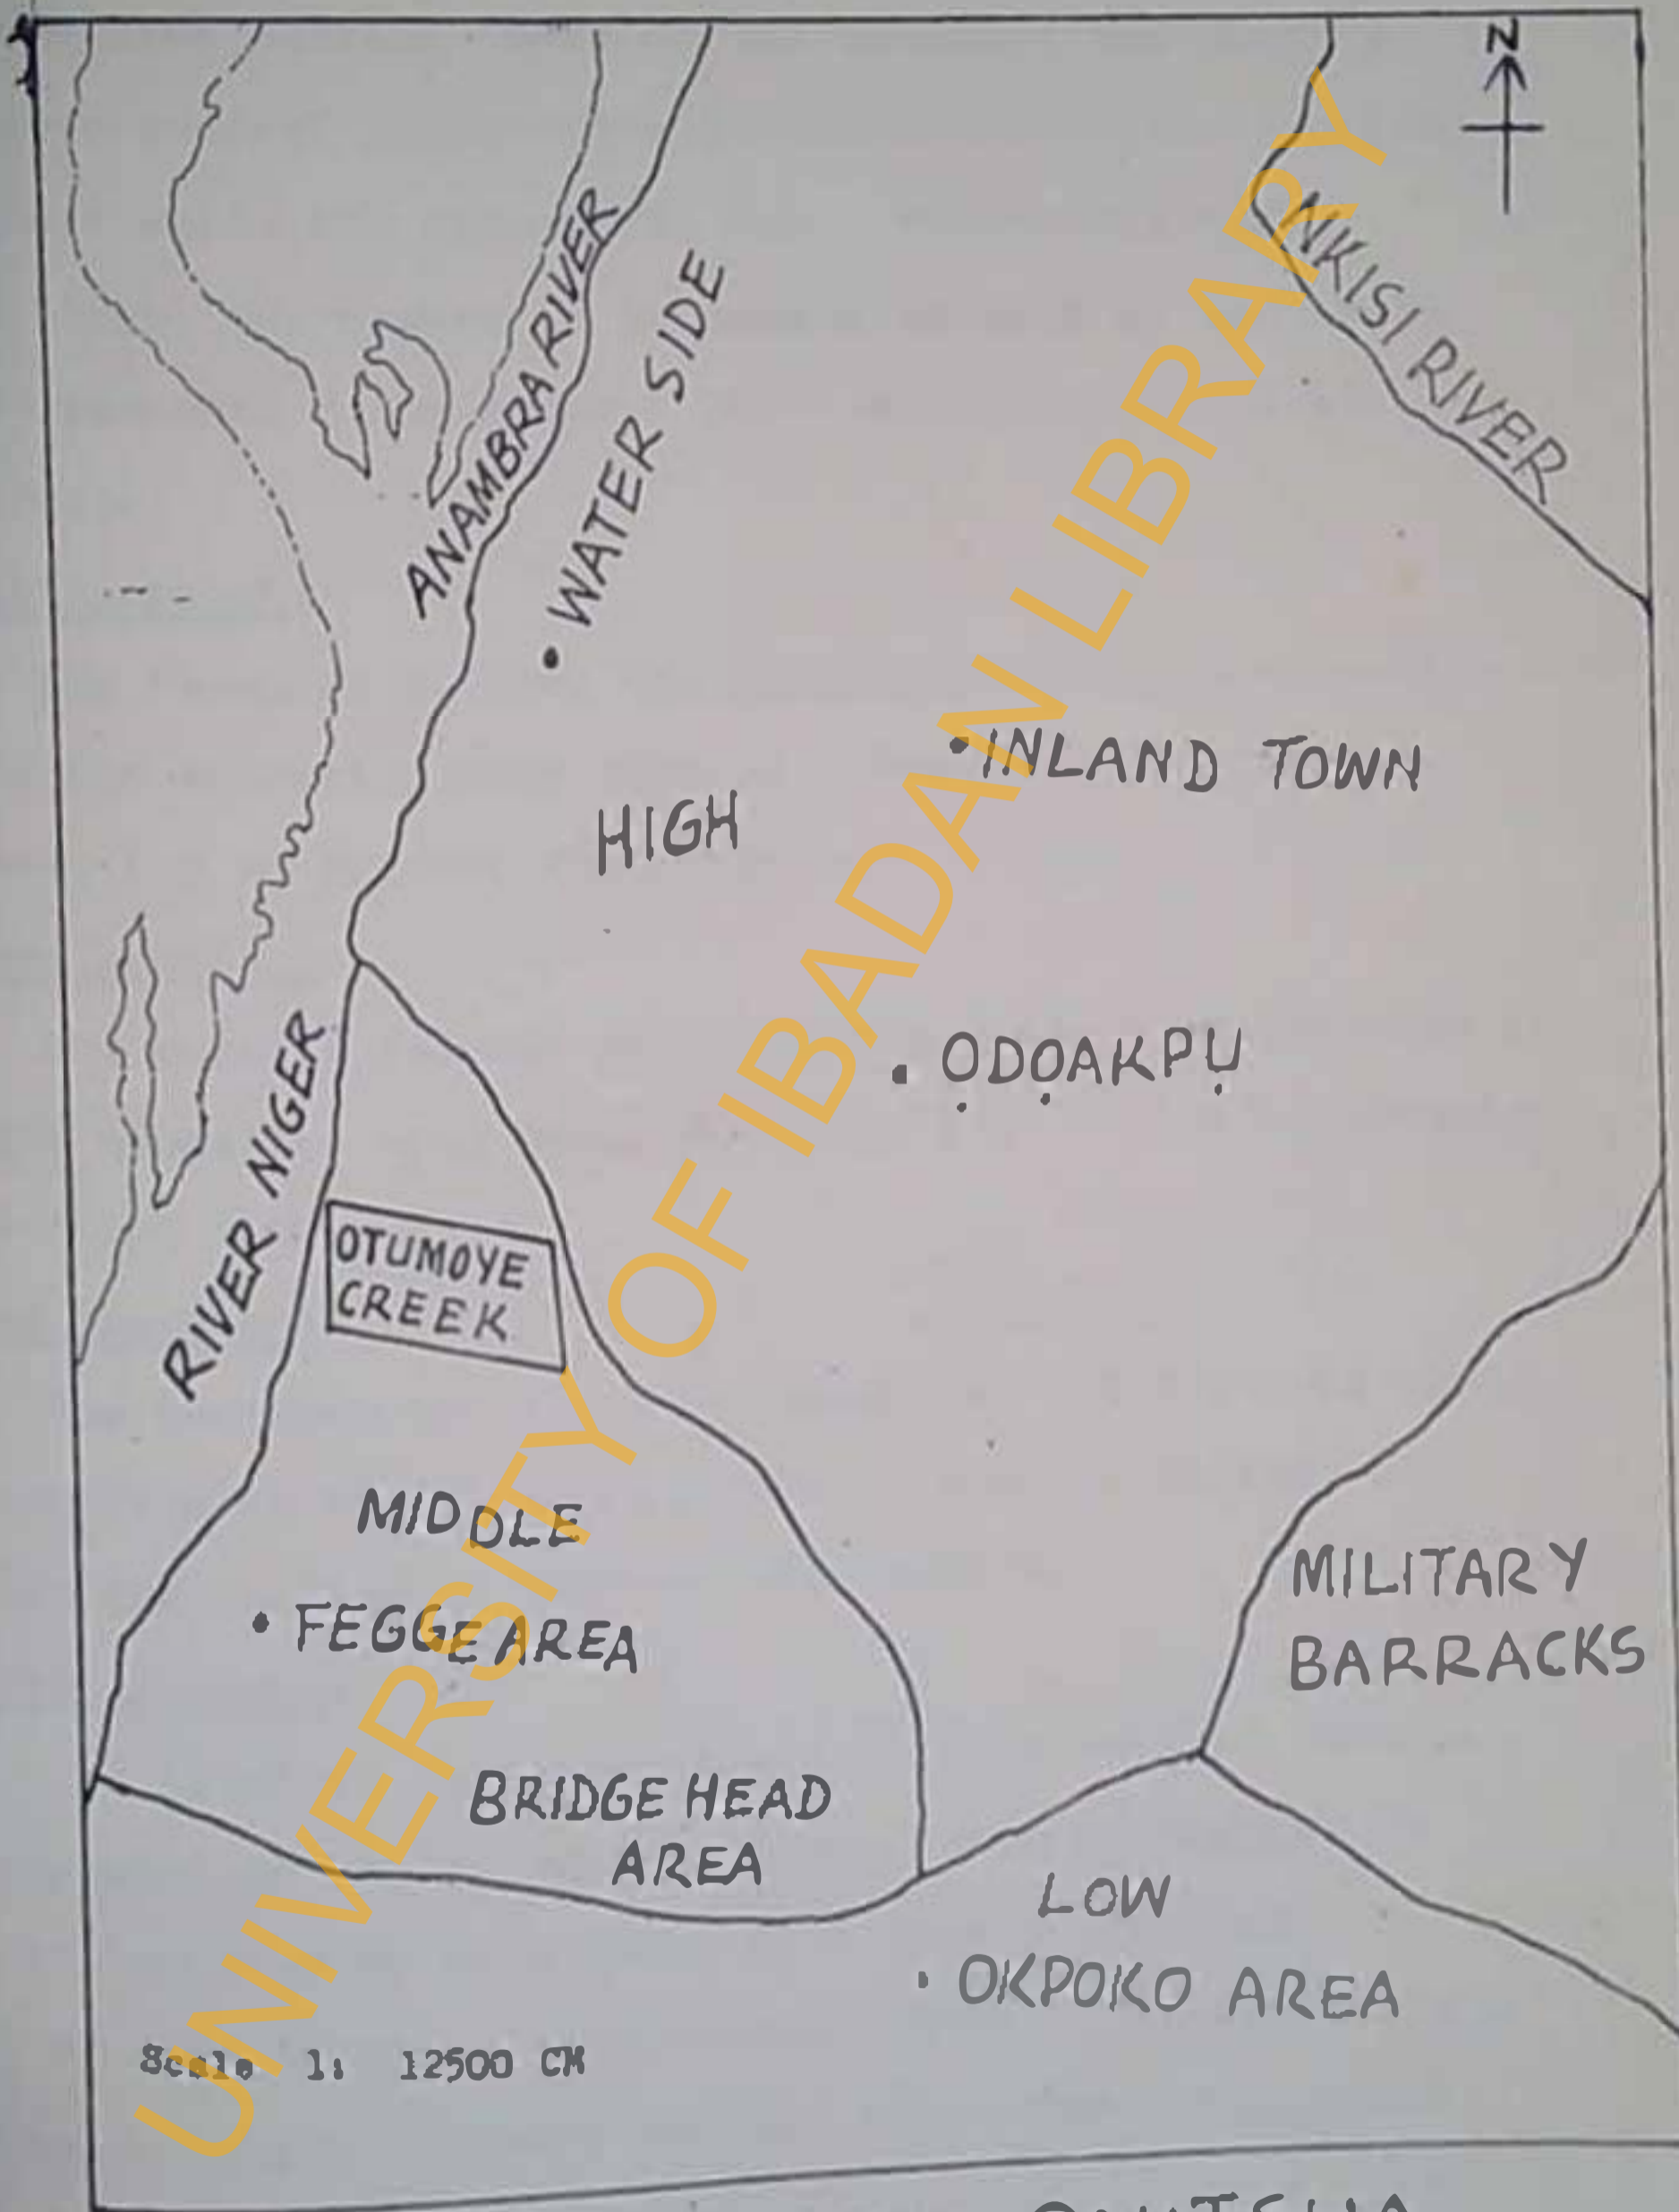 N
NKISI RIVER
ANAMBRA RIVER
• WATER SIDE
• INLAND TOWN
HIGH
• ỌDỌAKPỤ
RIVER NIGER
OTUMOYE
CREEK
MIDDLE
• FEGGE AREA
MILITARY
BARRACKS
BRIDGE HEAD
AREA
LOW
• OKPOKO AREA
Scale 1: 12500 CM
UNIVERSITY OF IBADAN LIBRARY